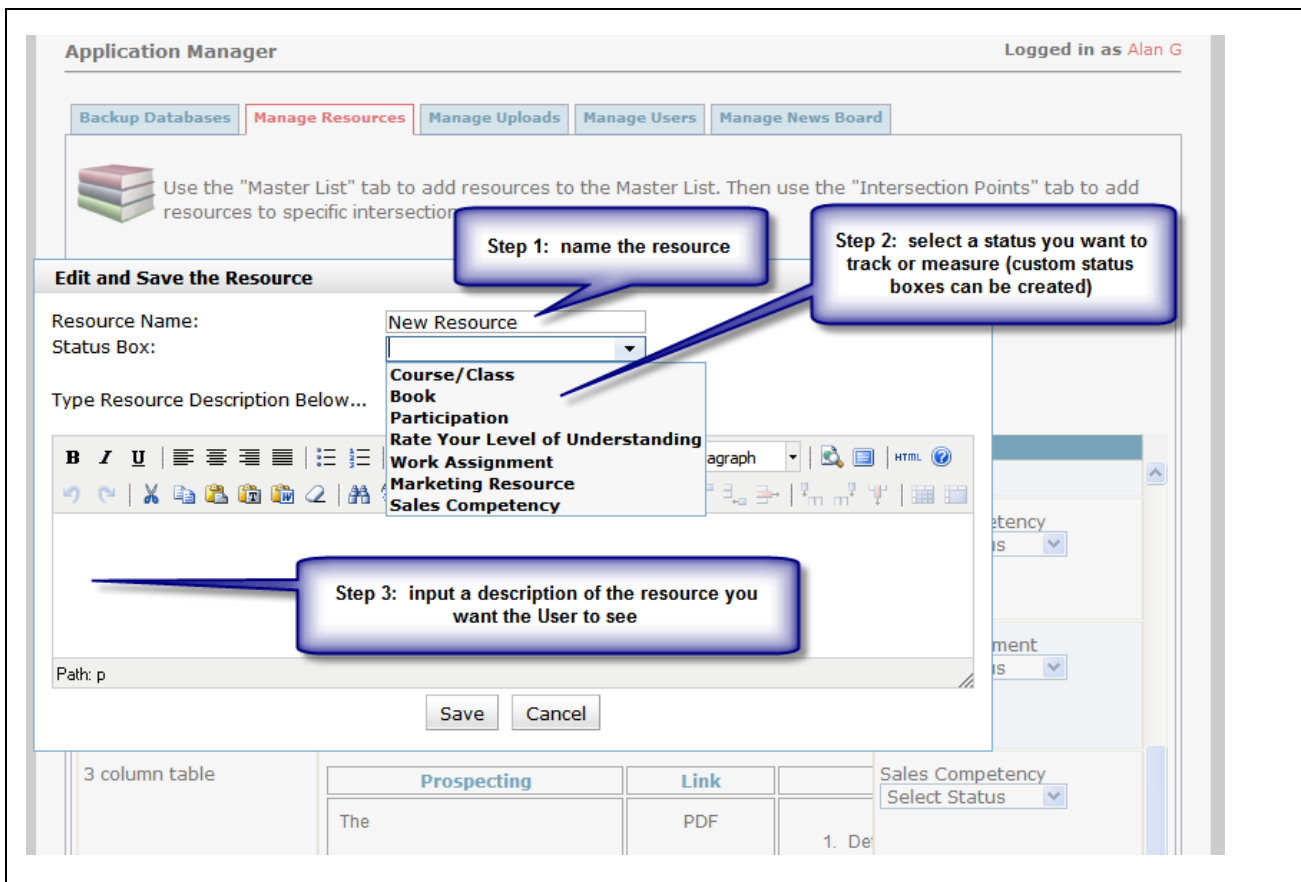 Application Manager
Logged in as Alan G
Backup Databases
Manage Resources
Manage Uploads
Manage Users
Manage News Board
Use the "Master List" tab to add resources to the Master List. Then use the "Intersection Points" tab to add
resources to specific intersection
Step 1: name the resource
Step 2: select a status you want to
track or measure (custom status
boxes can be created)
Edit and Save the Resource
Resource Name:
New Resource
Status Box:
Course/Class
Book
Participation
Rate Your Level of Understanding
Work Assignment
Marketing Resource
Sales Competency
Type Resource Description Below...
B I U
agraph
HTML
etency
us
Step 3: input a description of the resource you
want the User to see
ment
us
Path: p
Save
Cancel
3 column table
Prospecting
Link
Sales Competency
Select Status
The
PDF
1. De